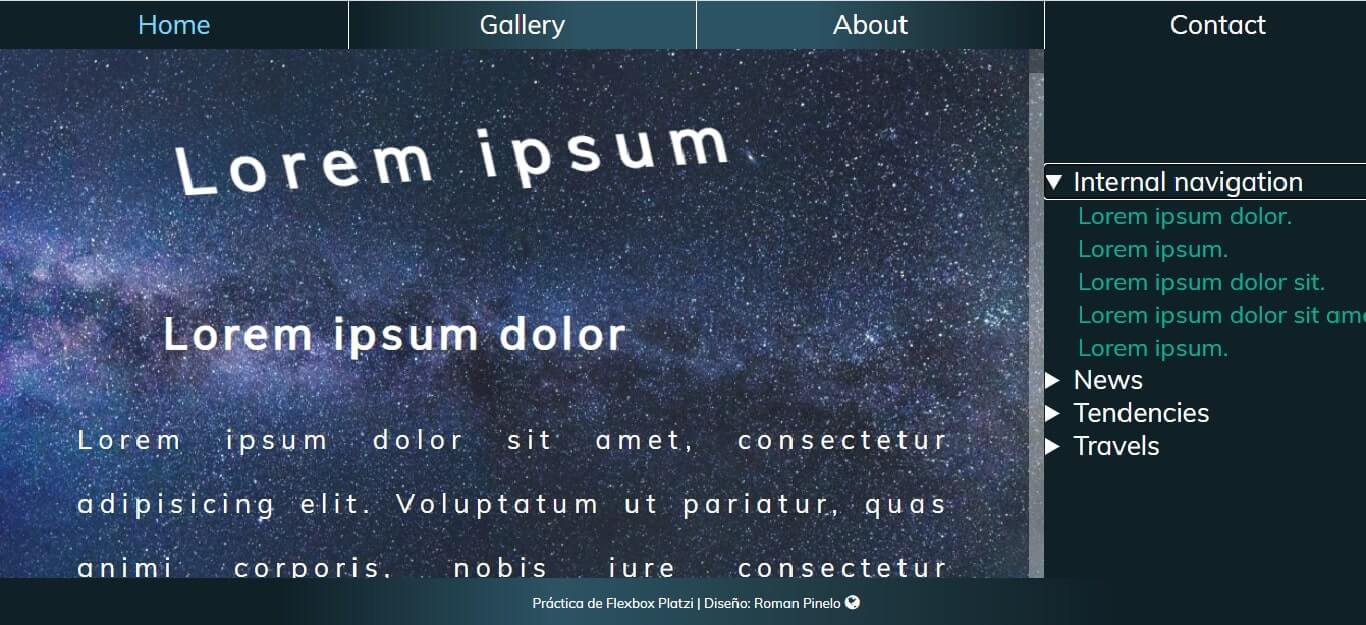 Home
Gallery
About
Contact
Lorem ipsum
Lorem ipsum dolor
Lorem ipsum dolor sit amet, consectetur
adipisicing elit. Voluptatum ut pariatur, quas
animi corporis, nobis iure consectetur
Internal navigation
Lorem ipsum dolor.
Lorem ipsum.
Lorem ipsum dolor sit.
Lorem ipsum dolor sit am
Lorem ipsum.
News
Tendencies
Travels
Práctica de Flexbox Platzi | Diseño: Roman Pinelo